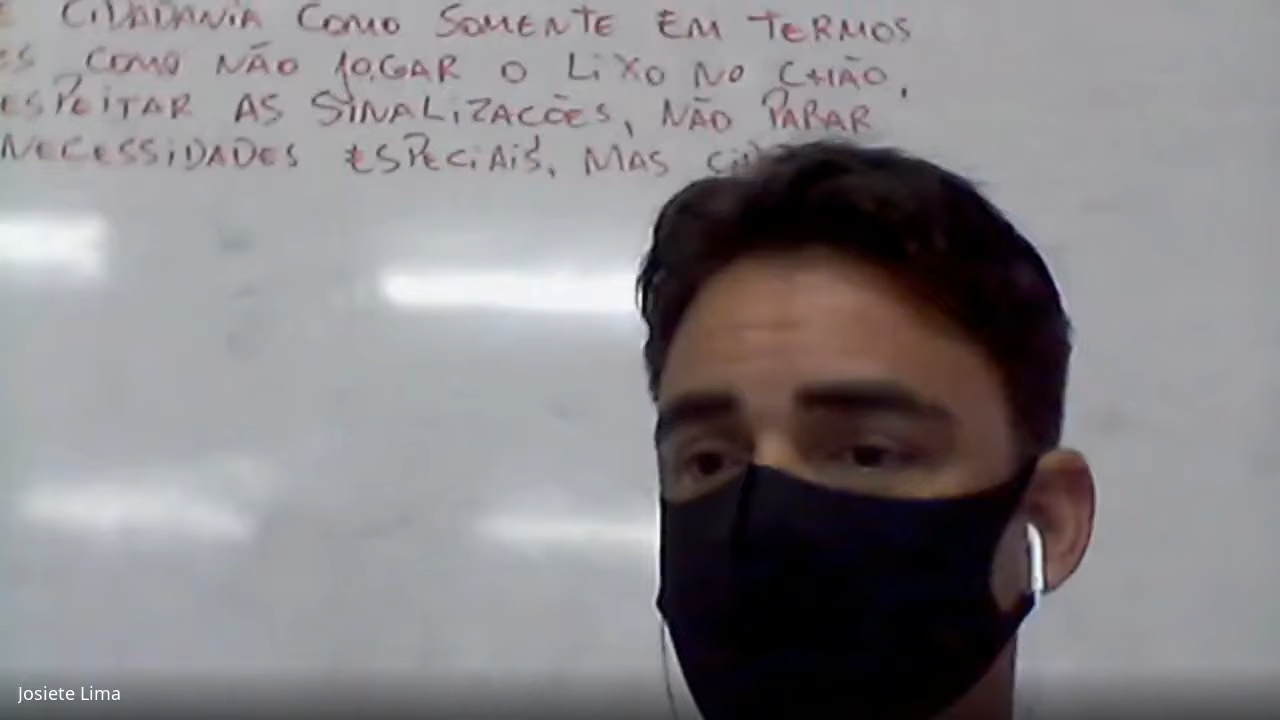 CIDADANIA COMO SOMENTE EM TERMOS
COMO NÃO JOGAR O LIXO NO CHÃO,
ESPEITAR AS SINALIZAÇÕES, NÃO PARAR
NECESSIDADES ESPECIAIS, MAS
Josiete Lima